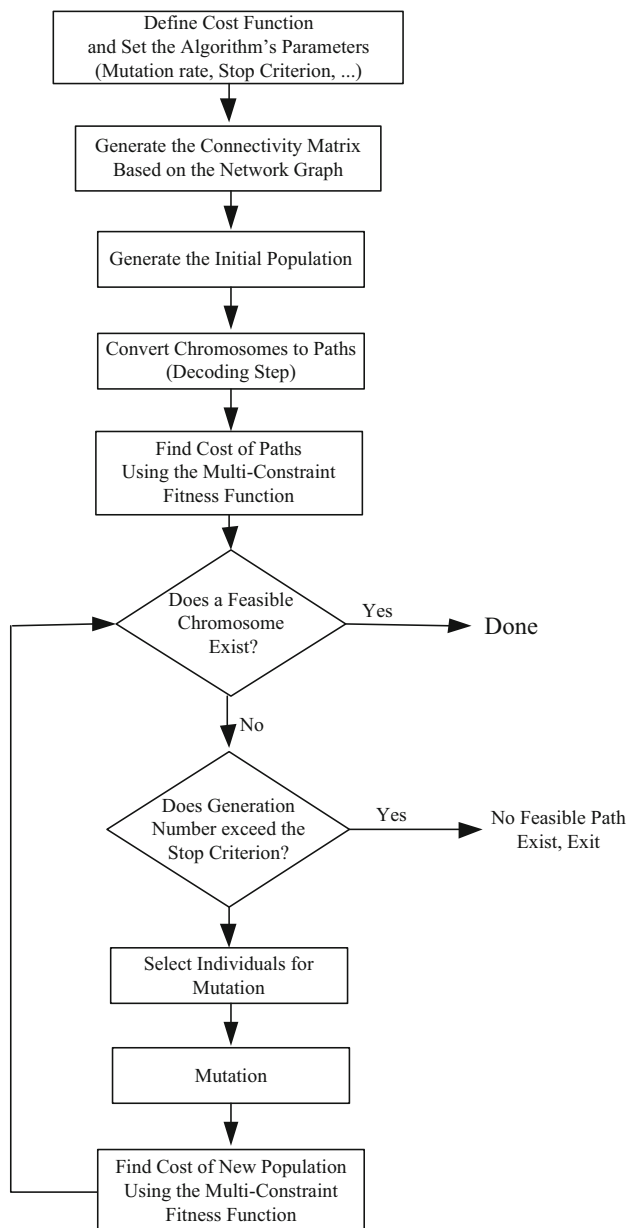 Define Cost Function
and Set the Algorithm's Parameters
(Mutation rate, Stop Criterion, ...)
Generate the Connectivity Matrix
Based on the Network Graph
Generate the Initial Population
Convert Chromosomes to Paths
(Decoding Step)
Find Cost of Paths
Using the Multi-Constraint
Fitness Function
Does a Feasible
Chromosome
Exist?
Yes
Done
No
Does Generation
Number exceed the
Stop Criterion?
Yes
No Feasible Path
Exist, Exit
Select Individuals for
Mutation
Mutation
Find Cost of New Population
Using the Multi-Constraint
Fitness Function